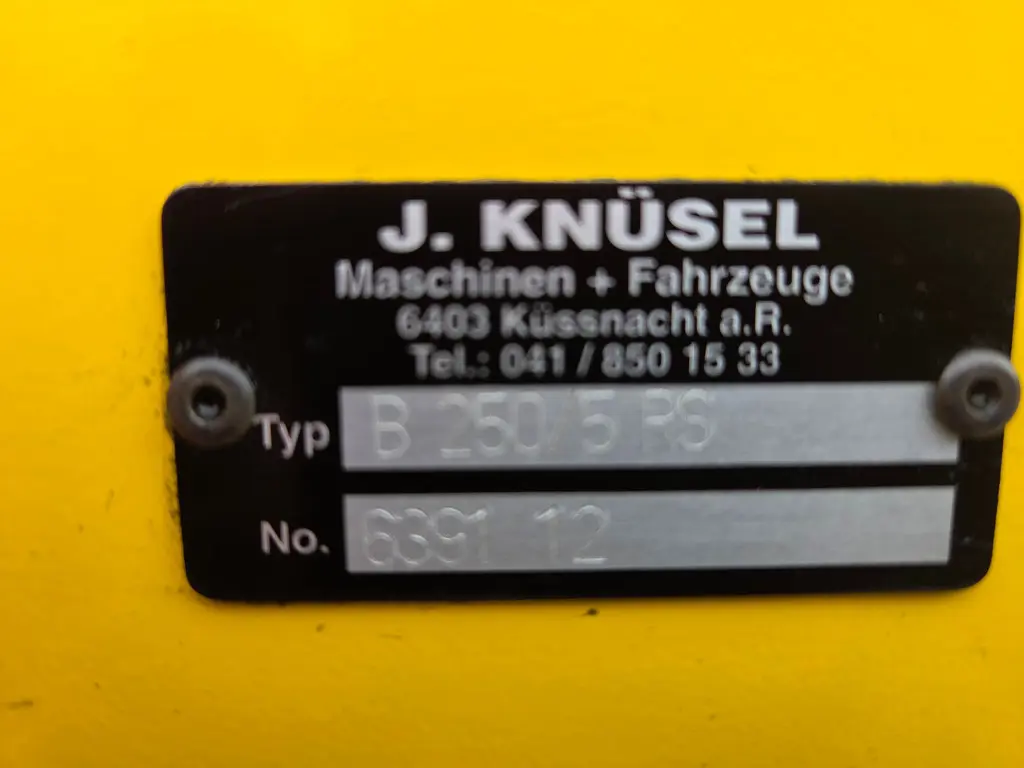 J. KNÜSEL
Maschinen + Fahrzeuge
6403 Küssnacht a.R.
Tel.: 041 / 850 15 33
Typ B 250/5 RS
No. 6391 12